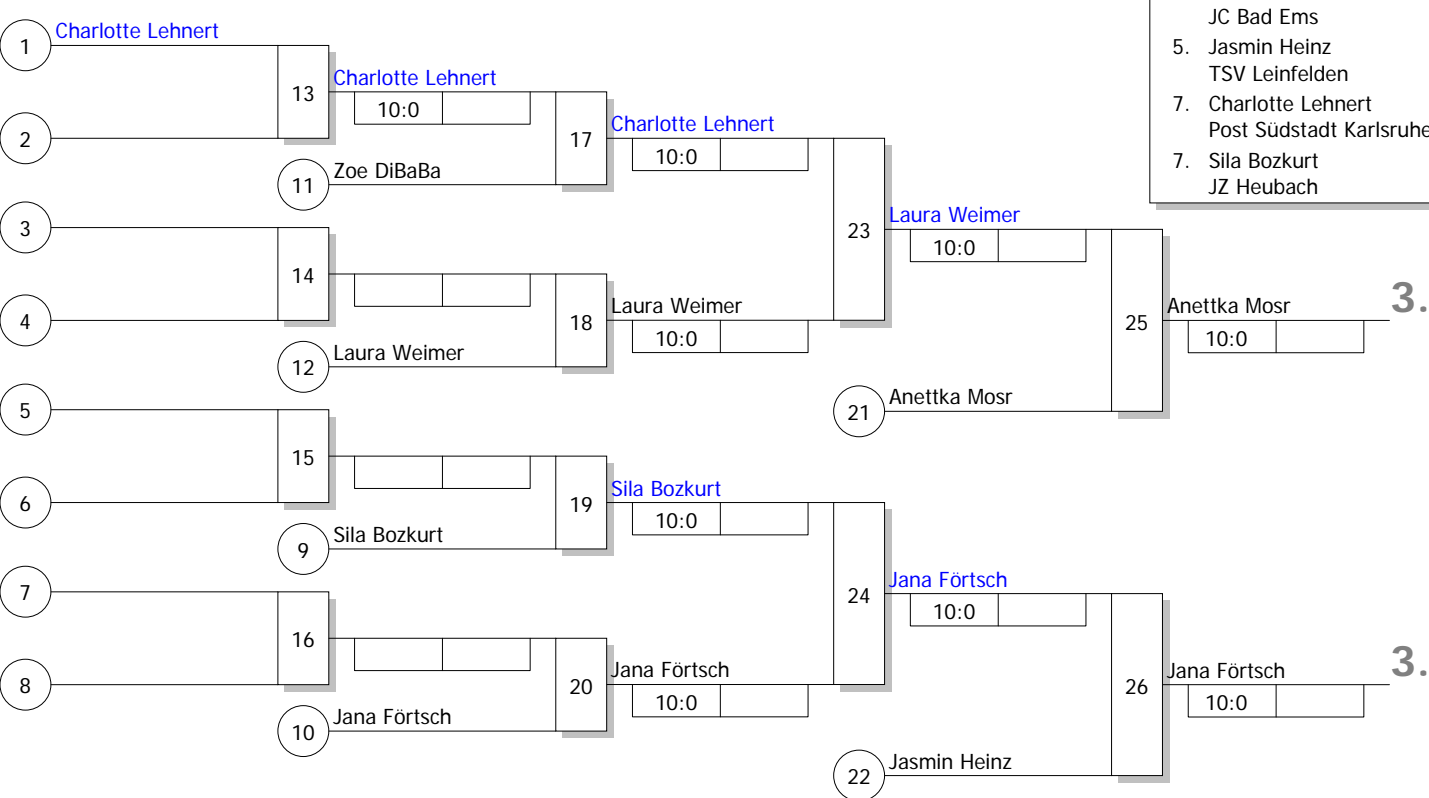 JC Bad Ems
5. Jasmin Heinz
TSV Leinfelden
7. Charlotte Lehnert
Post Südstadt Karlsruhe
7. Sila Bozkurt
JZ Heubach
1 Charlotte Lehnert
13 Charlotte Lehnert
10:0
2
17 Charlotte Lehnert
10:0
11 Zoe DiBaBa
3
23 Laura Weimer
10:0
14
4
18 Laura Weimer
10:0
25 Anettka Mosr 3.
10:0
12 Laura Weimer
5
21 Anettka Mosr
15
6
19 Sila Bozkurt
10:0
9 Sila Bozkurt
7
24 Jana Förtsch
10:0
16
8
20 Jana Förtsch
10:0
26 Jana Förtsch 3.
10:0
10 Jana Förtsch
22 Jasmin Heinz